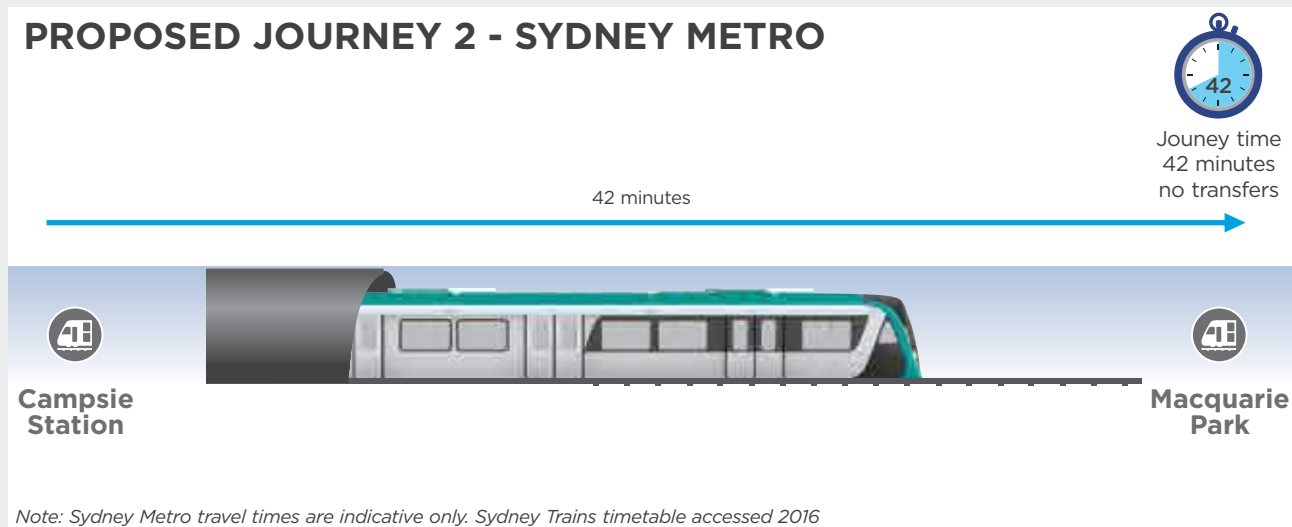 PROPOSED JOURNEY 2 - SYDNEY METRO
42
Jouney time
42 minutes
no transfers
42 minutes
Campsie
Station
Macquarie
Park
Note: Sydney Metro travel times are indicative only. Sydney Trains timetable accessed 2016